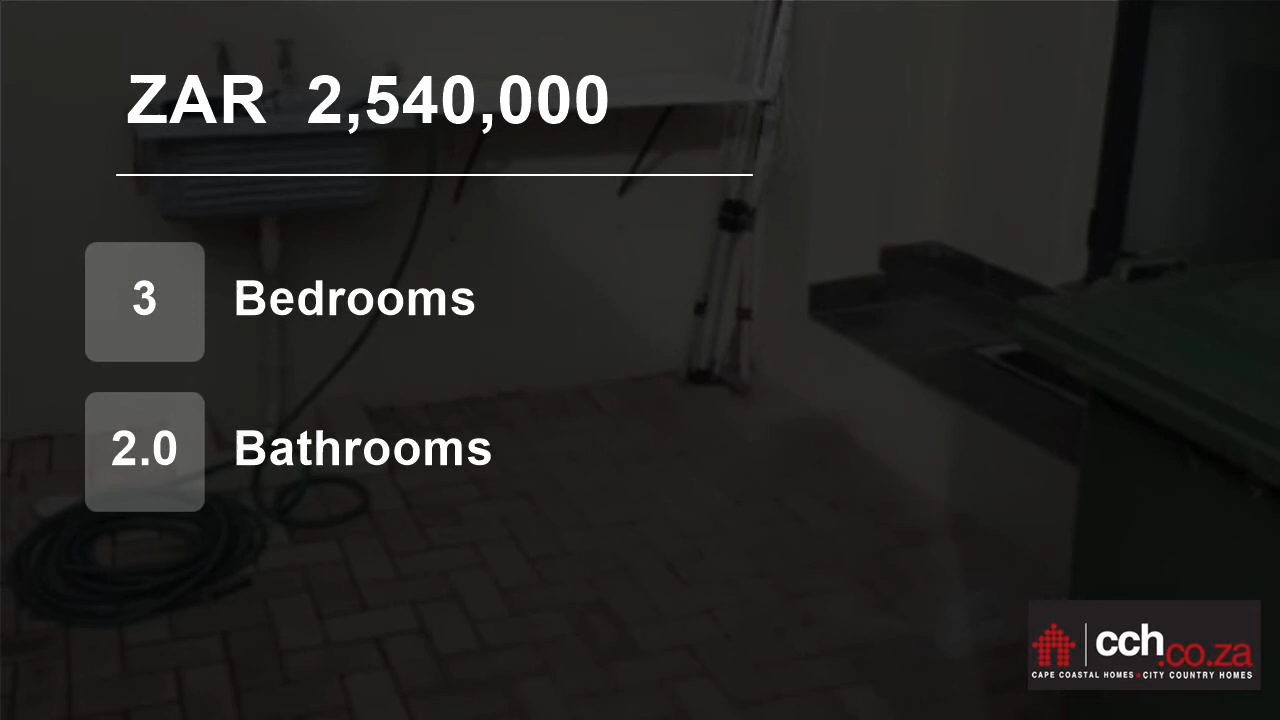 ZAR 2,540,000
3 Bedrooms
2.0 Bathrooms
cch.co.za
CAPE COASTAL HOMES CITY COUNTRY HOMES